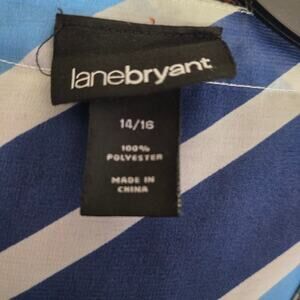 lanebryant
14/16
100%
POLYESTER
MADE IN
CHINA